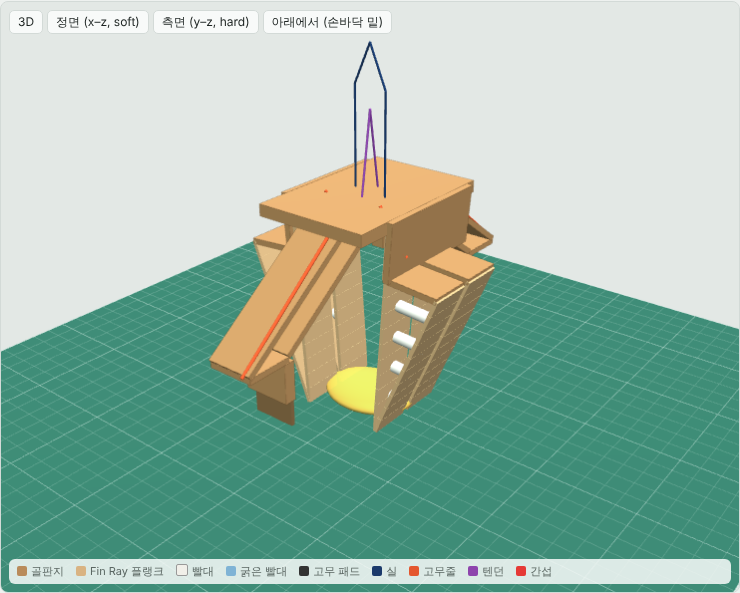 3D 정면 (x–z, soft) 측면 (y–z, hard) 아래에서 (손바닥 밑)
골판지 Fin Ray 플랭크 빨대 굵은 빨대 고무 패드 실 고무줄 텐던 간섭